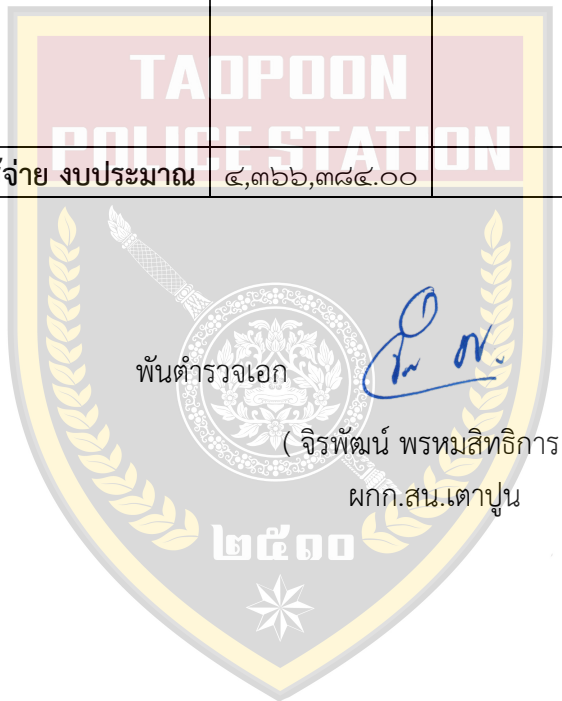 TAOPOON
POLICE STATION
จ่าย งบประมาณ ๔,๓๖๖,๓๘๔.๐๐
พันตำรวจเอก
( จิรพัฒน์ พรหมสิทธิการ
ผกก.สน.เตาปูน
๒๕๑๐